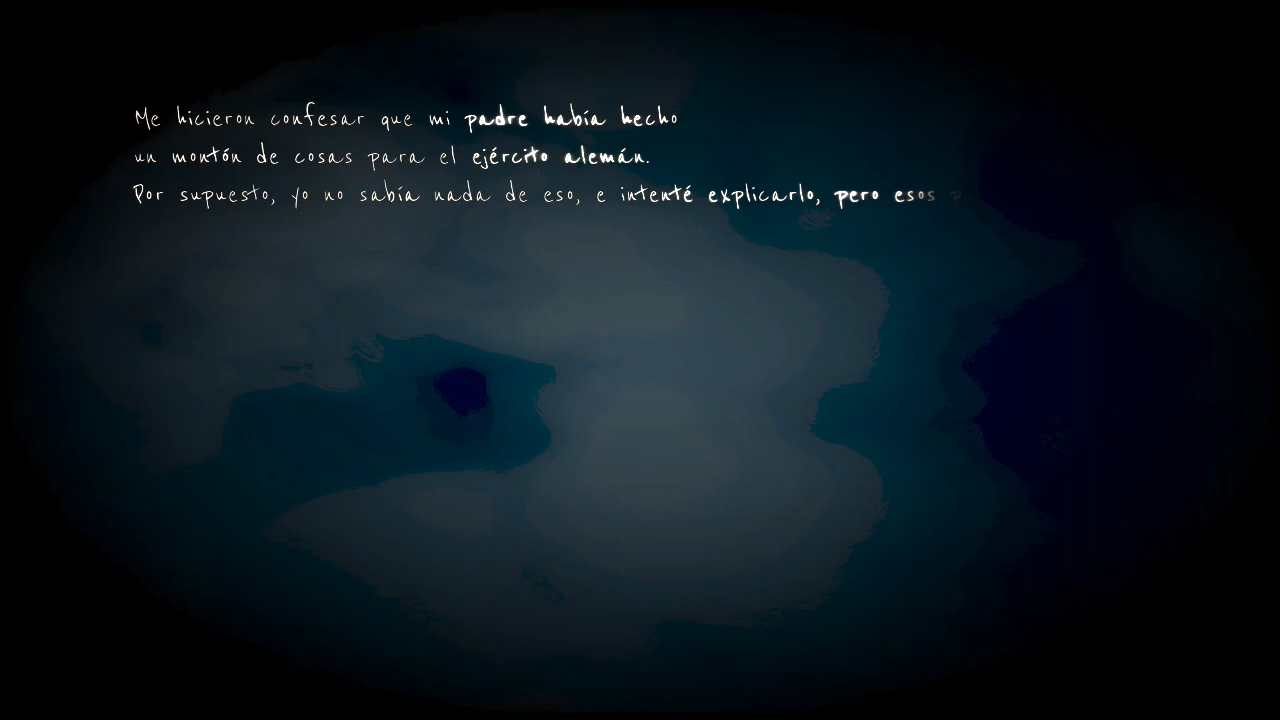 Me hicieron confesar que mi padre había hecho
un montón de cosas para el ejército alemán.
Por supuesto, yo no sabía nada de eso, e intenté explicarlo, pero esos